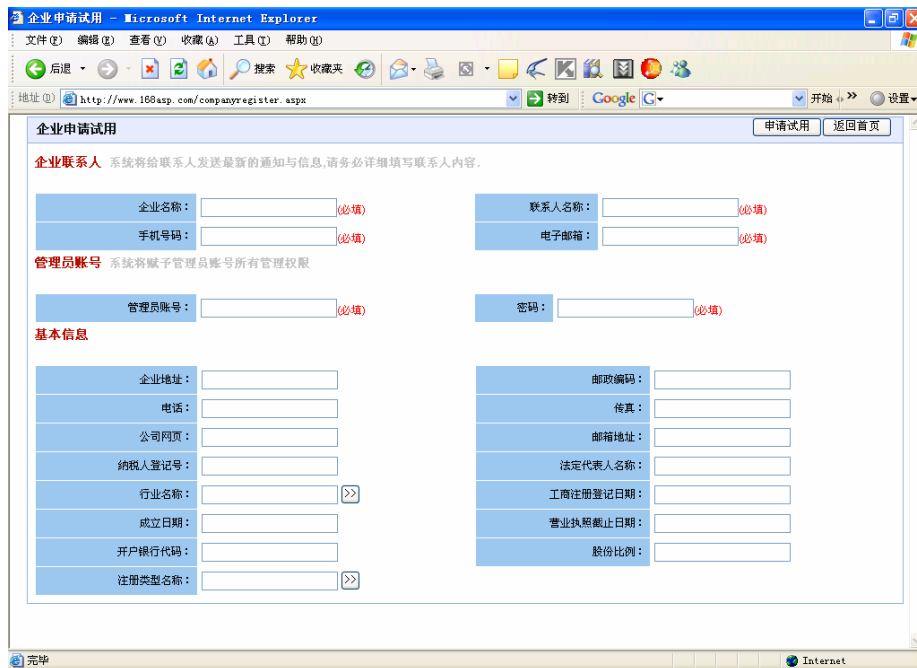 企业申请试用 - Microsoft Internet Explorer
文件(F) 编辑(E) 查看(V) 收藏(A) 工具(T) 帮助(H)
后退 搜索 收藏夹
地址(D) http://www.168asp.com/companyregister.aspx 转到 Google G 开始 » 设置
企业申请试用 申请试用 返回首页
企业联系人 系统将给联系人发送最新的通知与信息,请务必详细填写联系人内容.
企业名称： (必填) 联系人名称： (必填)
手机号码： (必填) 电子邮箱： (必填)
管理员账号 系统将赋予管理员账号所有管理权限
管理员账号： (必填) 密码： (必填)
基本信息
企业地址： 邮政编码：
电话： 传真：
公司网页： 邮箱地址：
纳税人登记号： 法定代表人名称：
行业名称： >> 工商注册登记日期：
成立日期： 营业执照截止日期：
开户银行代码： 股份比例：
注册类型名称： >>
完毕 Internet